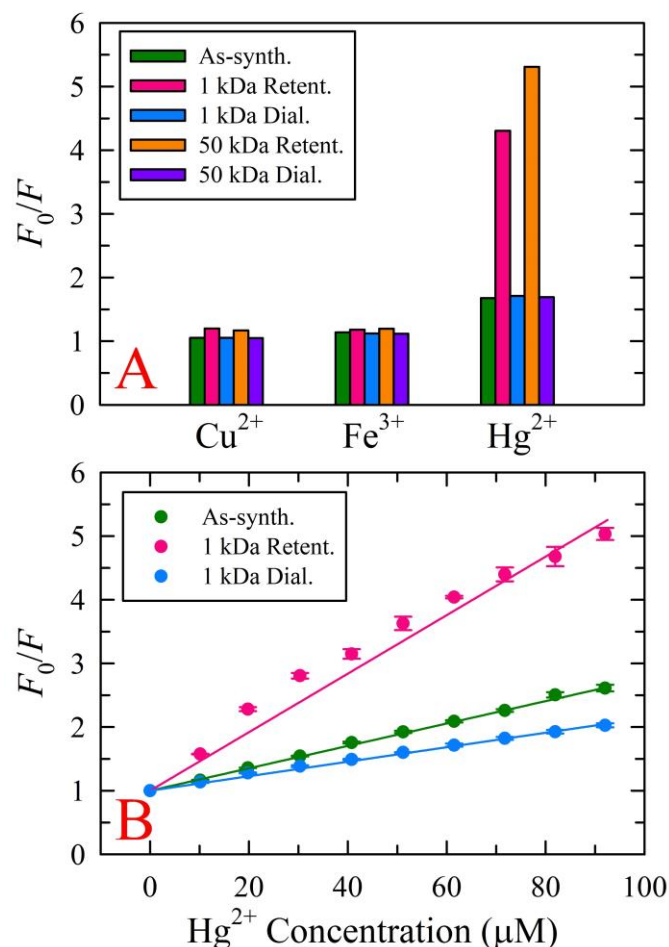 6
5
4
3
2
1
0
F₀/F
As-synth.
1 kDa Retent.
1 kDa Dial.
50 kDa Retent.
50 kDa Dial.
A
Cu²⁺ Fe³⁺ Hg²⁺
6
5
4
3
2
1
0
F₀/F
As-synth.
1 kDa Retent.
1 kDa Dial.
B
0 20 40 60 80 100
Hg²⁺ Concentration (μM)